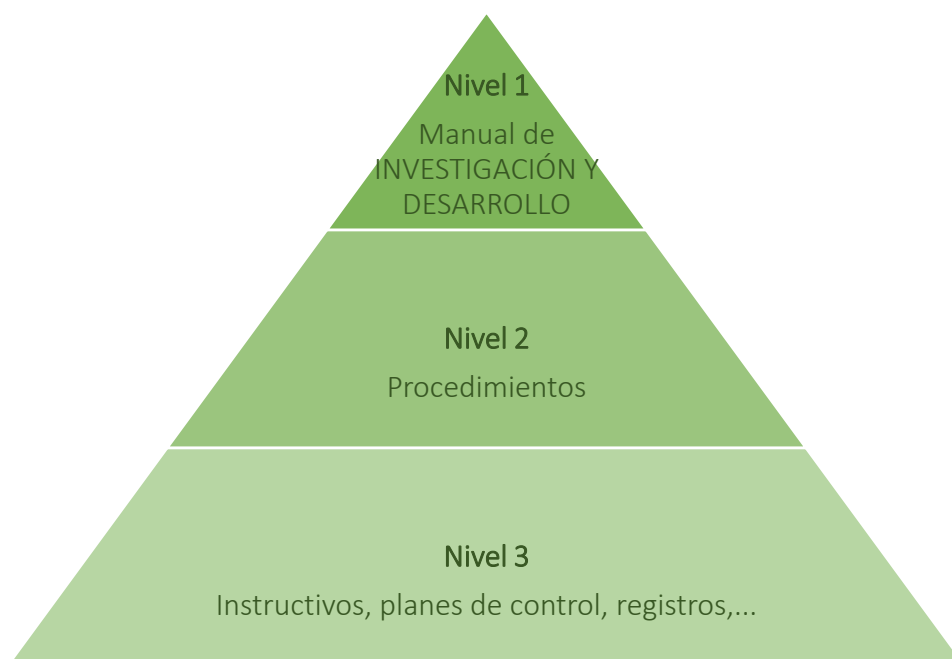 Nivel 1
Manual de
INVESTIGACIÓN Y
DESARROLLO
Nivel 2
Procedimientos
Nivel 3
Instructivos, planes de control, registros,...